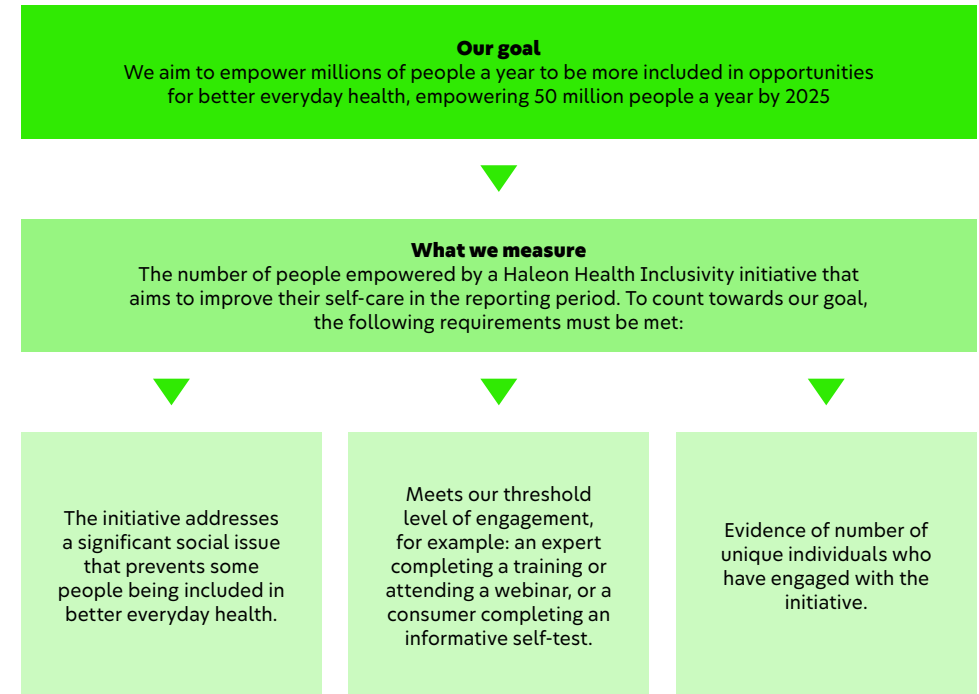 Our goal
We aim to empower millions of people a year to be more included in opportunities
for better everyday health, empowering 50 million people a year by 2025
What we measure
The number of people empowered by a Haleon Health Inclusivity initiative that
aims to improve their self-care in the reporting period. To count towards our goal,
the following requirements must be met:
The initiative addresses
a significant social issue
that prevents some
people being included in
better everyday health.
Meets our threshold
level of engagement,
for example: an expert
completing a training or
attending a webinar, or a
consumer completing an
informative self-test.
Evidence of number of
unique individuals who
have engaged with the
initiative.